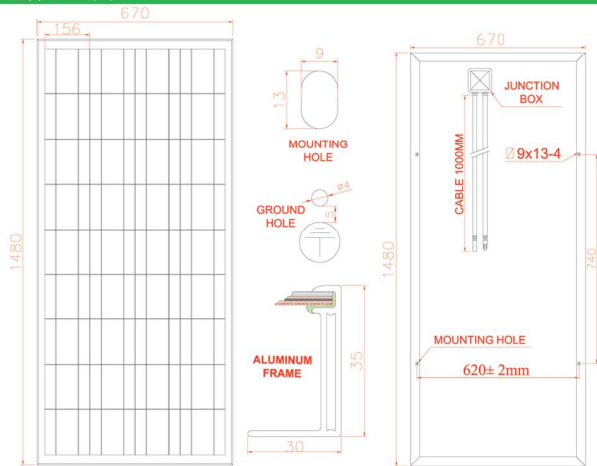 670
156
1480
9
13
MOUNTING
HOLE
GROUND
HOLE
ø4
5
ALUMINUM
FRAME
35
30
670
JUNCTION
BOX
CABLE 1000MM
Ø 9x13-4
1480
740
MOUNTING HOLE
620± 2mm